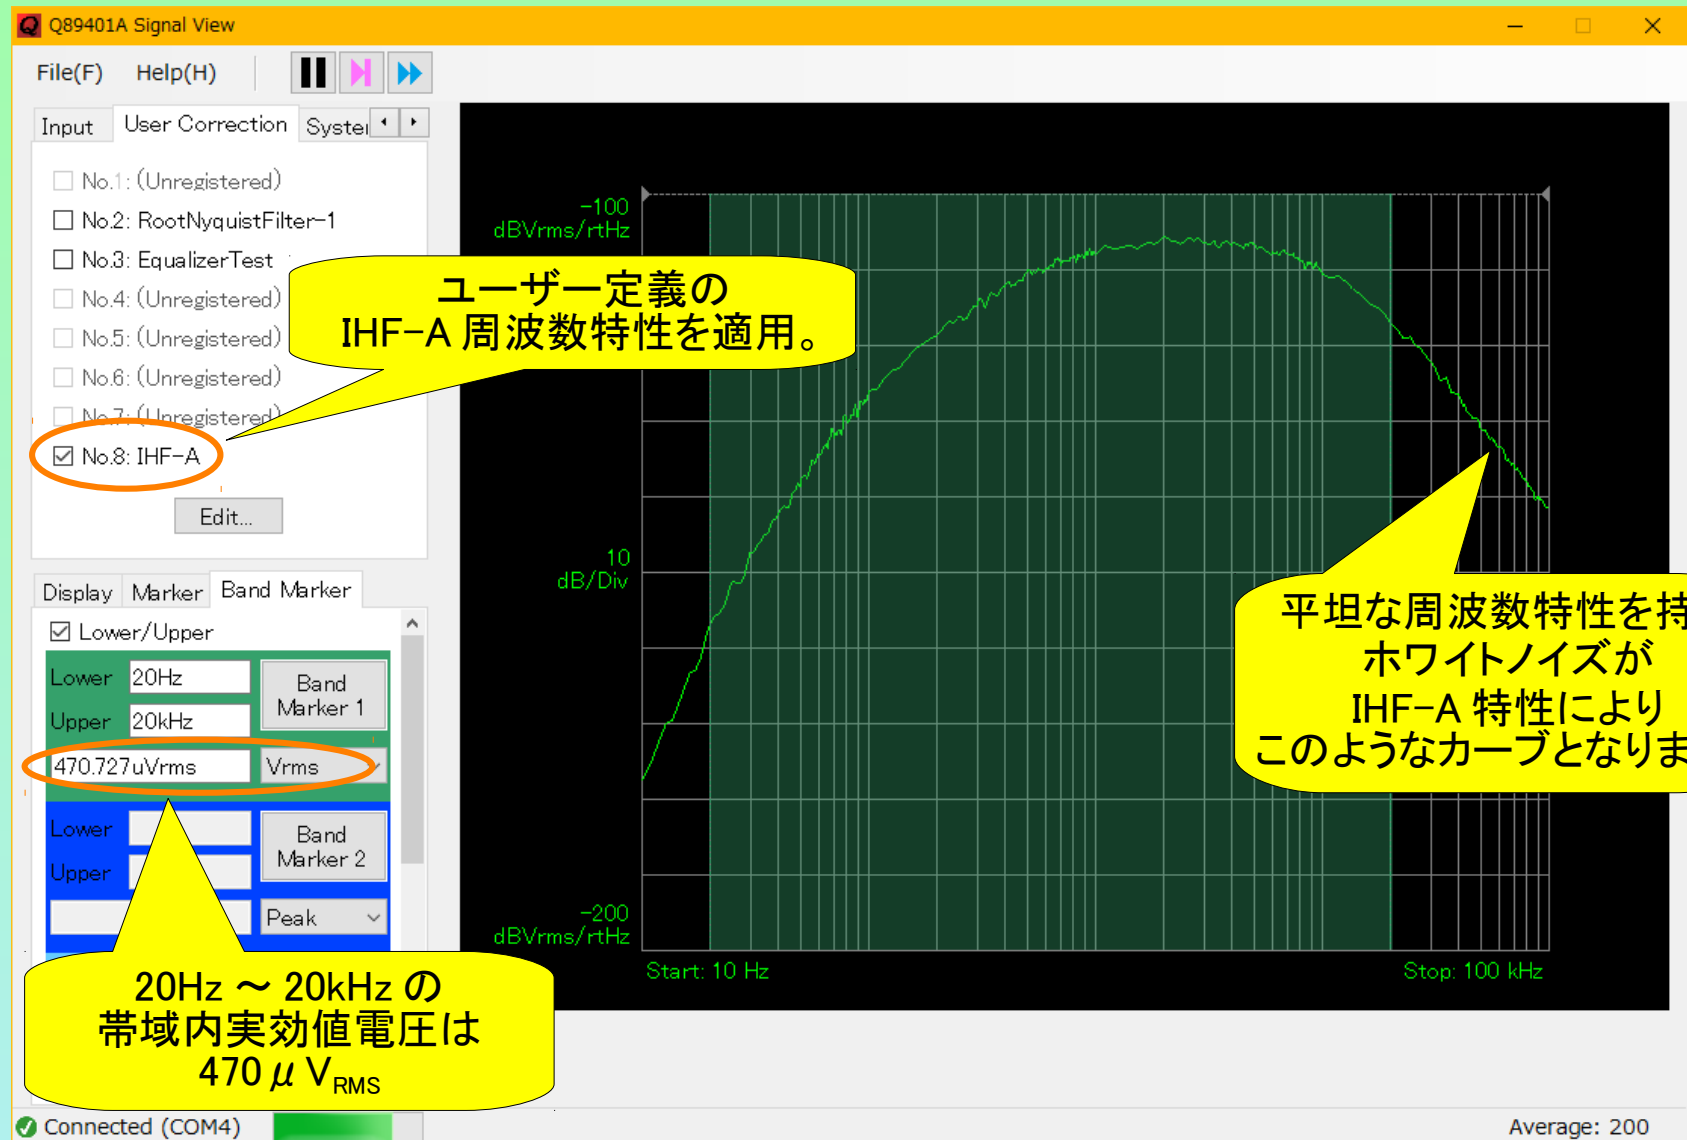 Q89401A Signal View
File(F) Help(H)
Input User Correction
No.1: (Unregistered)
No.2: RootNyquistFilter-1
No.3: EqualizerTest
No.4: (Unregistered)
No.5: (Unregistered)
No.6: (Unregistered)
No.7: (Unregistered)
No.8: IHF-A
Edit...
ユーザー定義の
IHF-A 周波数特性を適用。
Display Marker Band Marker
Lower/Upper
Lower 20Hz
Upper 20kHz
Band
Marker 1
470.727uVrms Vrms
Lower
Upper
Band
Marker 2
Peak
20Hz ～ 20kHz の
帯域内実効値電圧は
470 μ VRMS
-100
dBVrms/rtHz
10
dB/Div
-200
dBVrms/rtHz
Start: 10 Hz
Stop: 100 kHz
平坦な周波数特性を持
ホワイトノイズが
IHF-A 特性により
このようなカーブとなりま
Connected (COM4)
Average: 200